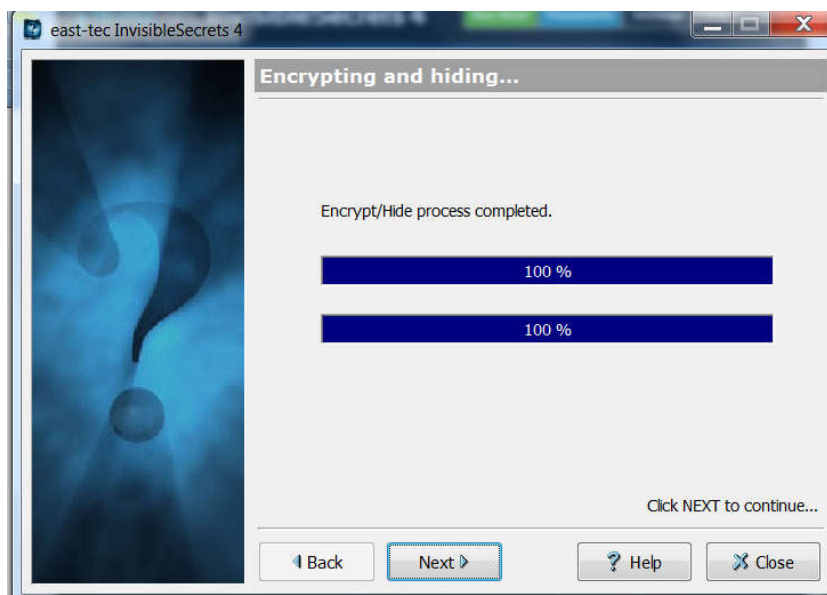 east-tec InvisibleSecrets 4
Encrypting and hiding...
Encrypt/Hide process completed.
100 %
100 %
Click NEXT to continue...
Back Next Help Close